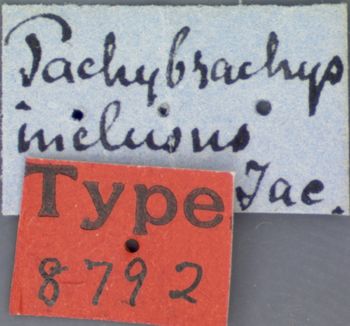 Pachybrachys
inclusus
Jac.
Type
8792